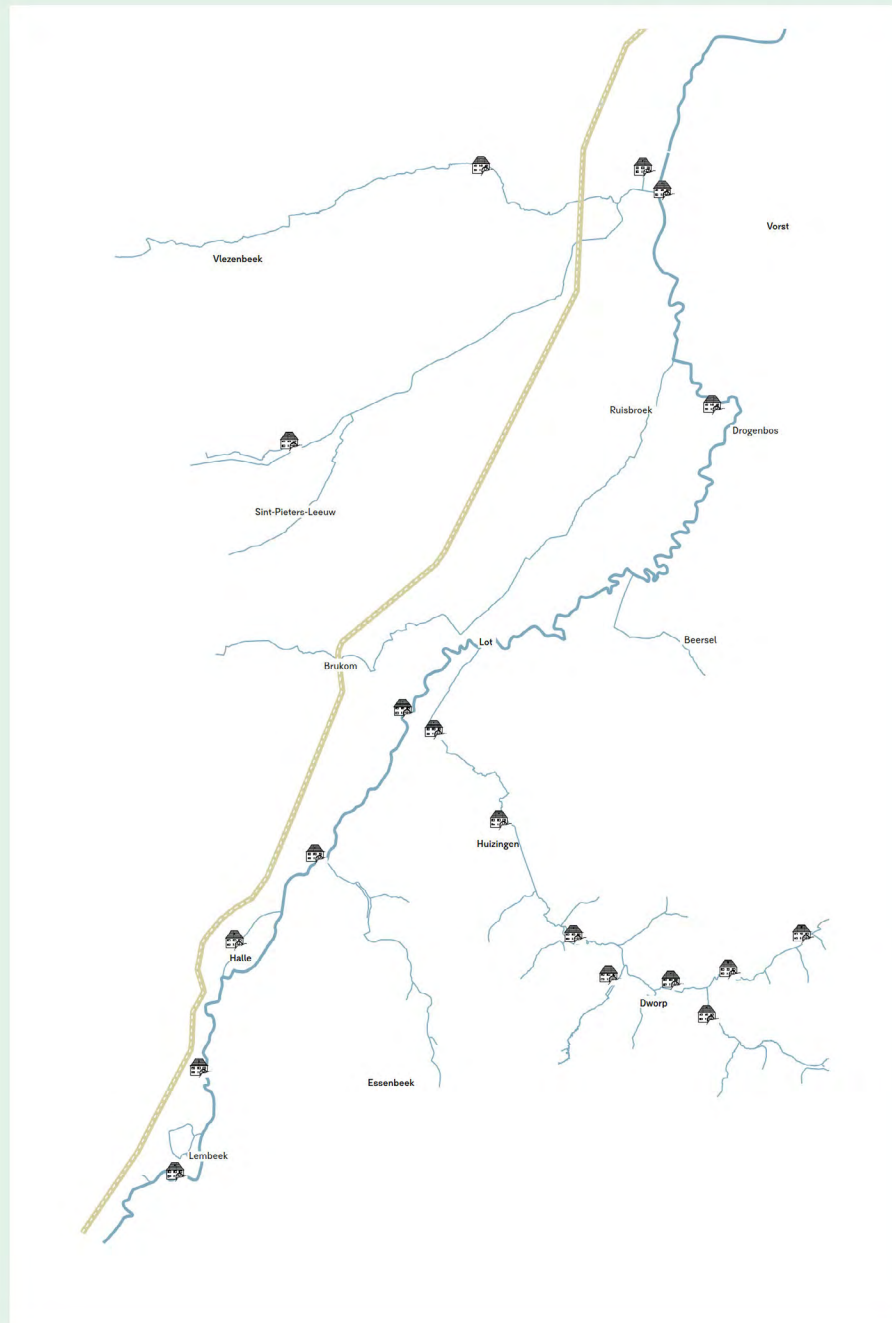 Vorst
Vlezenbeek
Ruisbroek
Drogenbos
Sint-Pieters-Leeuw
Lot
Beersel
Brukom
Huizingen
Halle
Dworp
Essenbeek
Lembeek